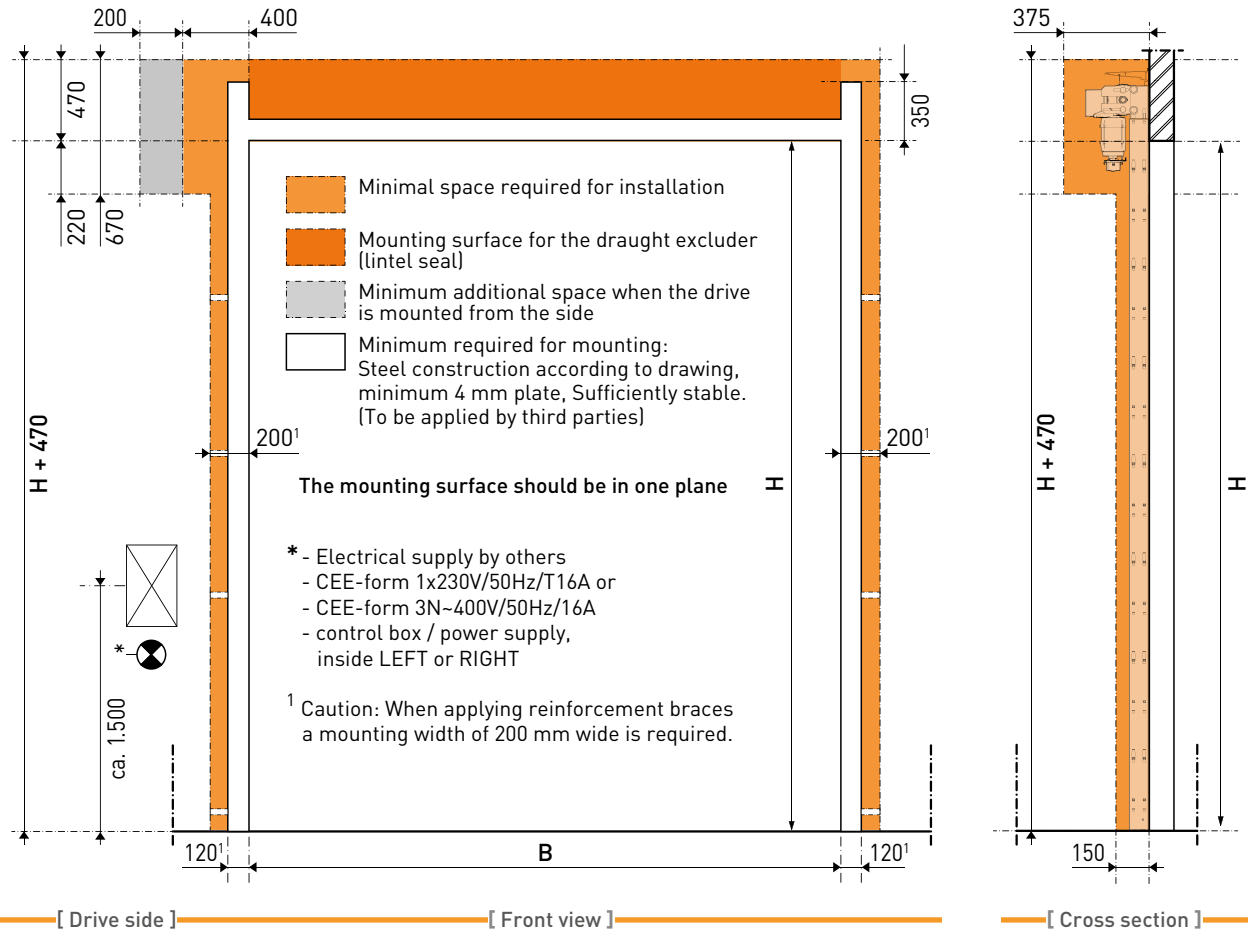 200
400
375
470
350
220
670
Minimal space required for installation
Mounting surface for the draught excluder
(lintel seal)
Minimum additional space when the drive
is mounted from the side
Minimum required for mounting:
Steel construction according to drawing,
minimum 4 mm plate, Sufficiently stable.
(To be applied by third parties)
H + 470
200¹
200¹
H
H + 470
H
The mounting surface should be in one plane
* - Electrical supply by others
- CEE-form 1x230V/50Hz/T16A or
- CEE-form 3N~400V/50Hz/16A
- control box / power supply,
inside LEFT or RIGHT
*
ca. 1.500
¹ Caution: When applying reinforcement braces
a mounting width of 200 mm wide is required.
120¹
B
120¹
150
[ Drive side ]
[ Front view ]
[ Cross section ]